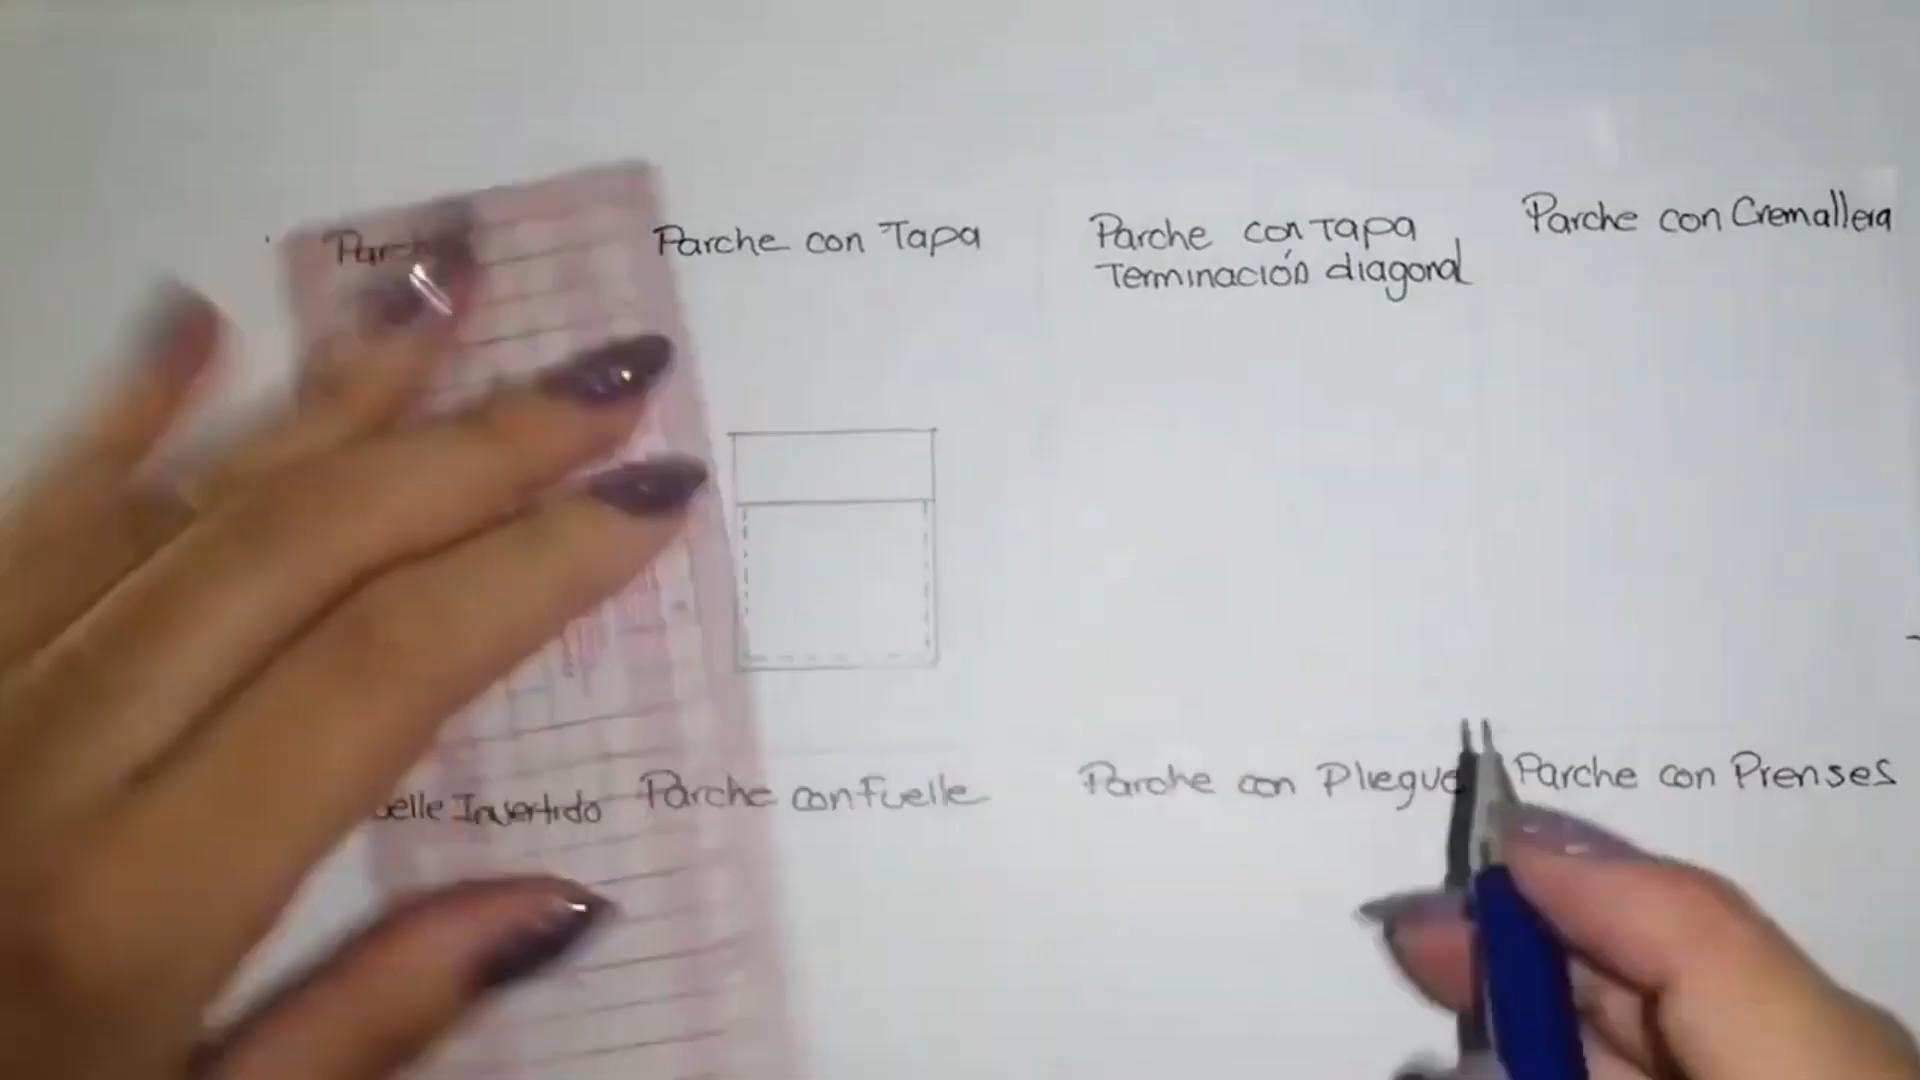 Parche
Parche con Tapa
Parche con Tapa
Terminación diagonal
Parche con Cremallera
Invertido
Parche con Fuelle
Parche con Pliegue
Parche con Prenses